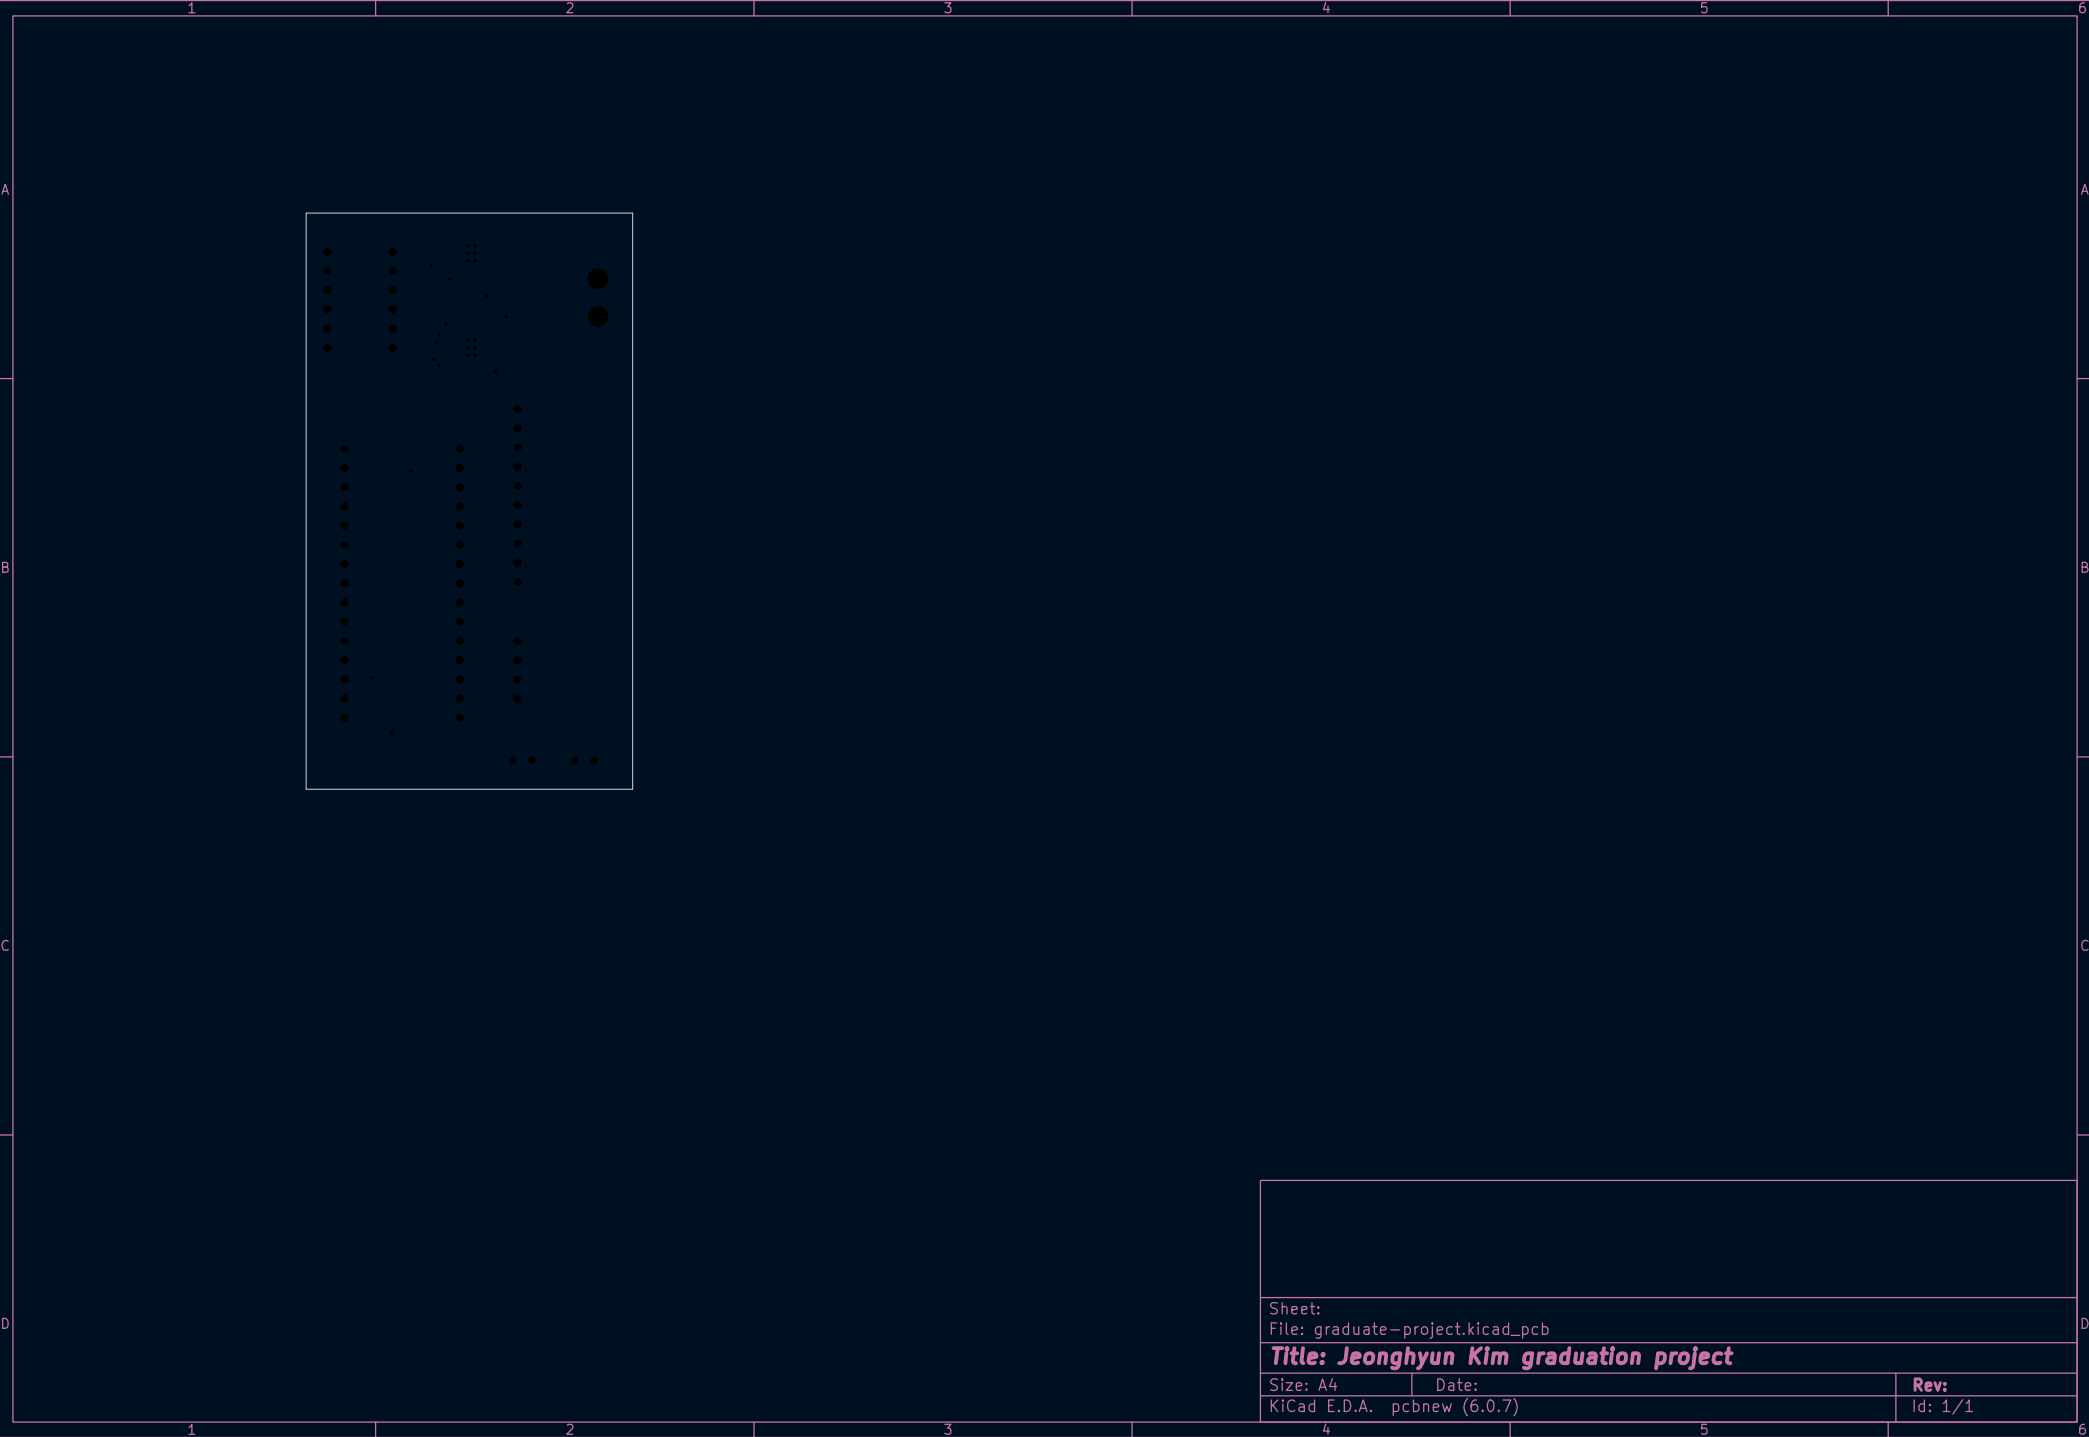 1 2 3 4 5 6
A A
B B
C C
D D
Sheet:
File: graduate-project.kicad_pcb
Title: Jeonghyun Kim graduation project
Size: A4 Date: Rev:
KiCad E.D.A. pcbnew (6.0.7) Id: 1/1
1 2 3 4 5 6